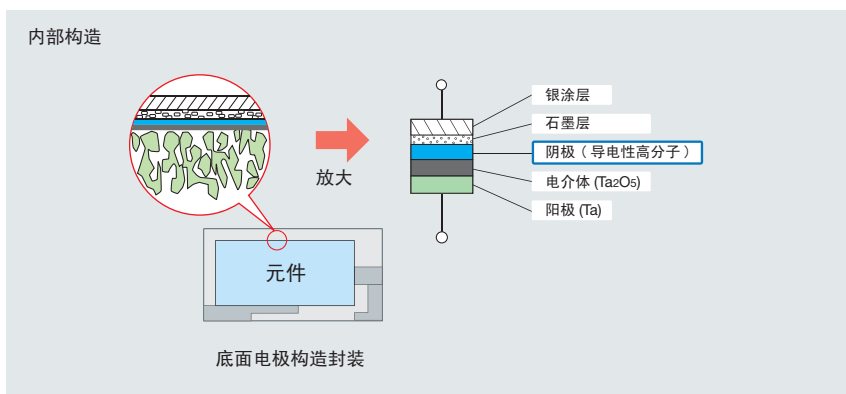 内部构造
银涂层
石墨层
阴极（导电性高分子）
电介体 (Ta2O5)
阳极 (Ta)
放大
元件
底面电极构造封装